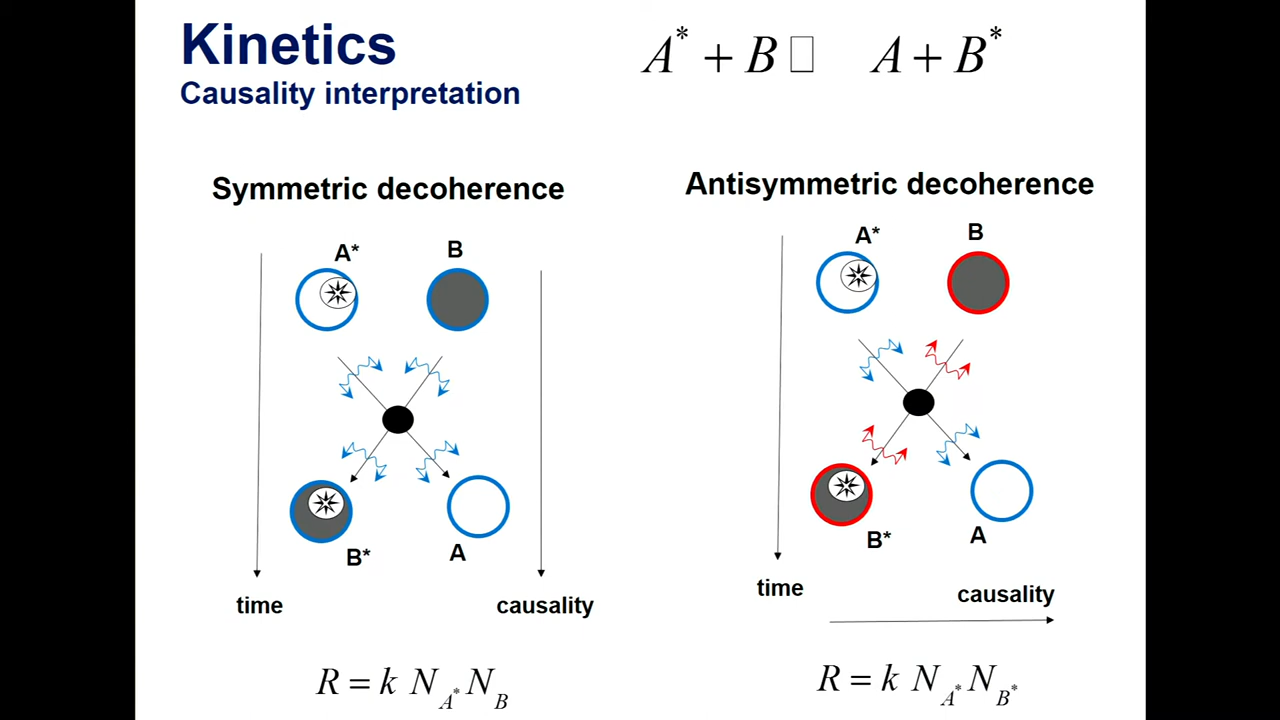 Kinetics
Causality interpretation
A* + B □ A + B*
Symmetric decoherence
A* B
B* A
time causality
R = k N_A* N_B
Antisymmetric decoherence
A* B
B* A
time causality
R = k N_A* N_B*